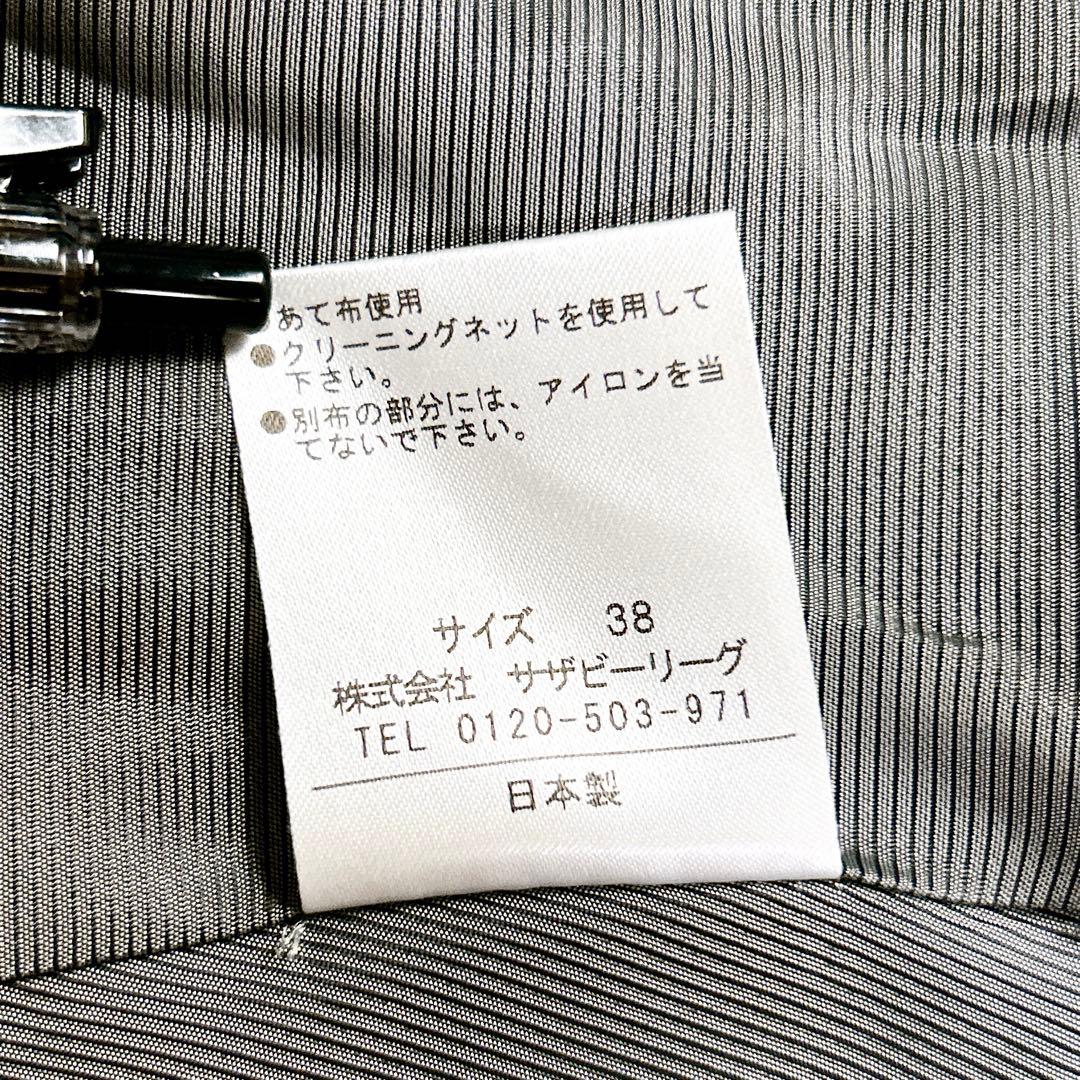 あて布使用
●クリーニングネットを使用して
下さい。
●別布の部分には、アイロンを当
てないで下さい。
サイズ 38
株式会社 サザビーリーグ
TEL 0120-503-971
日本製